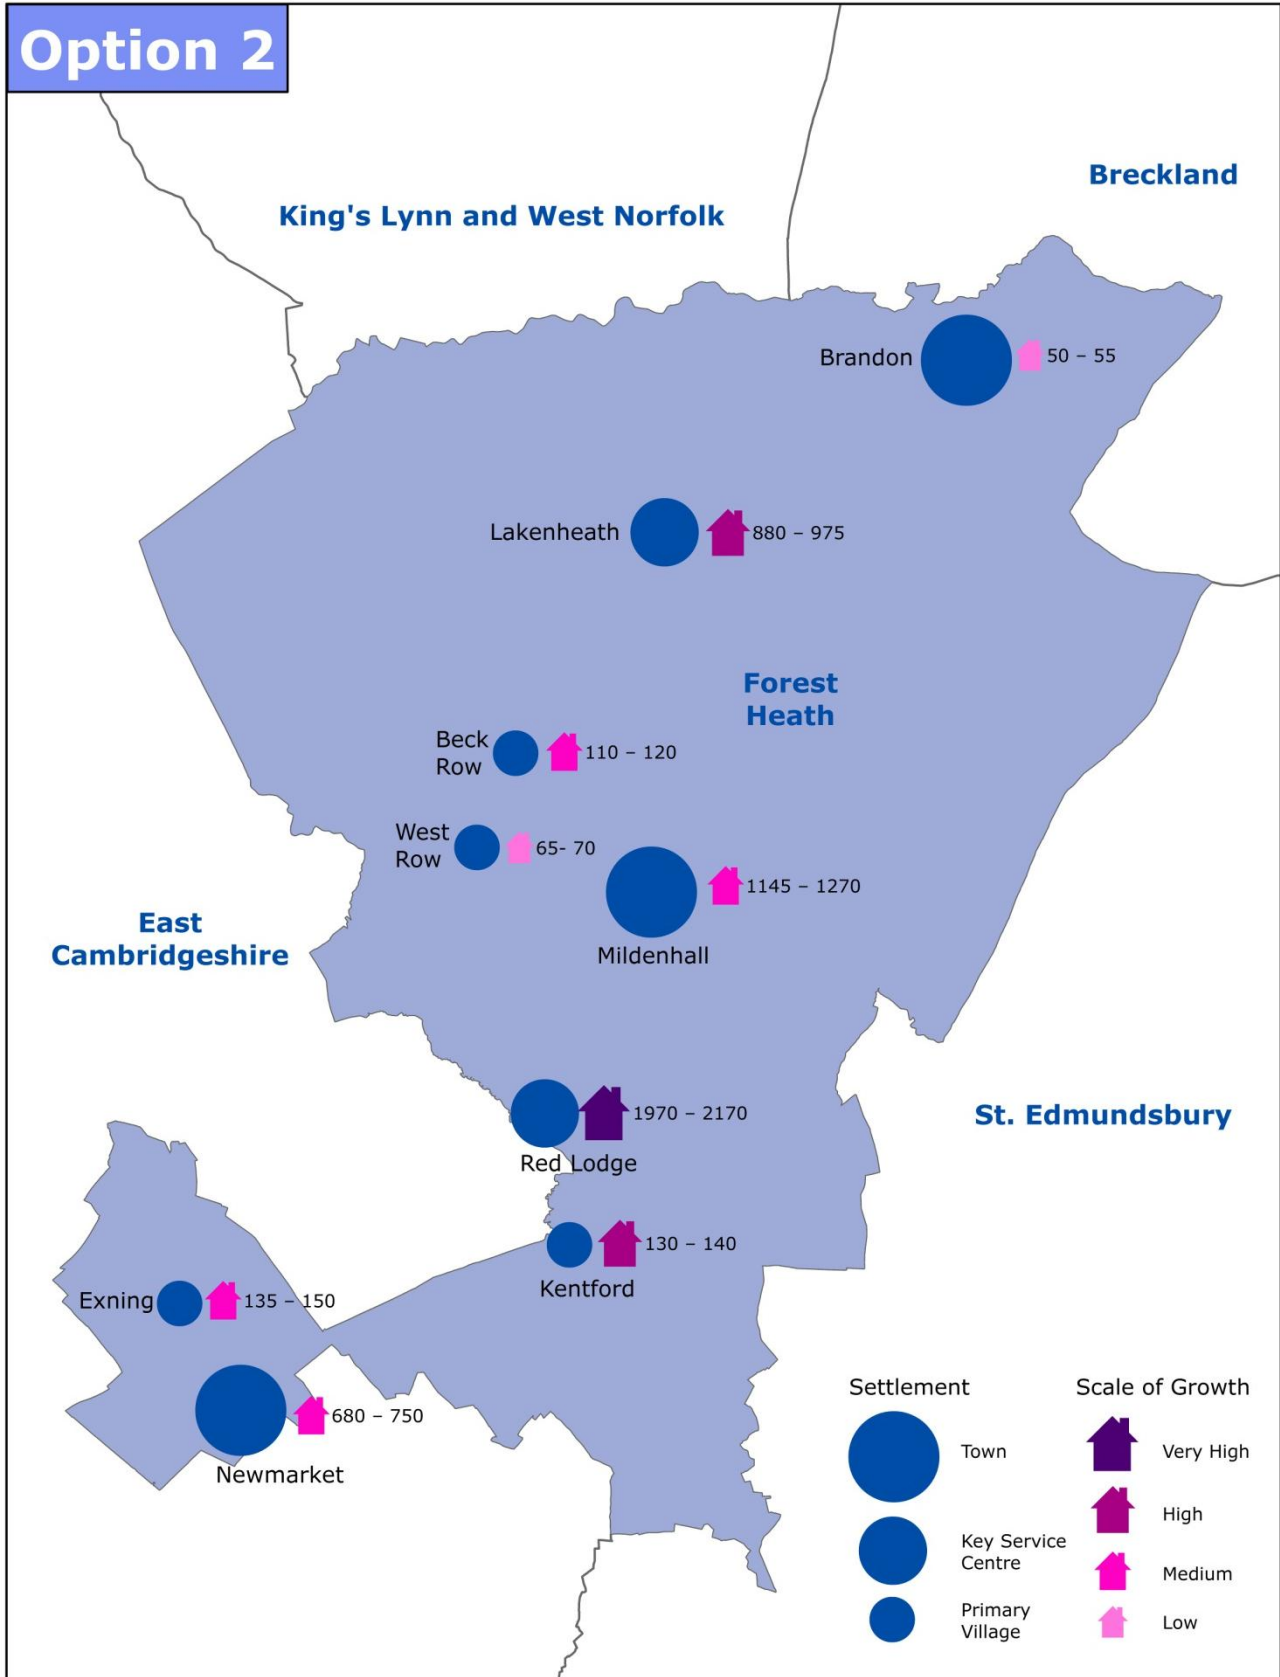 Option 2
Breckland
King's Lynn and West Norfolk
Brandon
50 – 55
Lakenheath
880 – 975
Forest
Heath
Beck
Row
110 – 120
West
Row
65- 70
1145 – 1270
Mildenhall
East
Cambridgeshire
1970 – 2170
Red Lodge
St. Edmundsbury
130 – 140
Kentford
Exning
135 – 150
680 – 750
Newmarket
Settlement
Town
Key Service
Centre
Primary
Village
Scale of Growth
Very High
High
Medium
Low